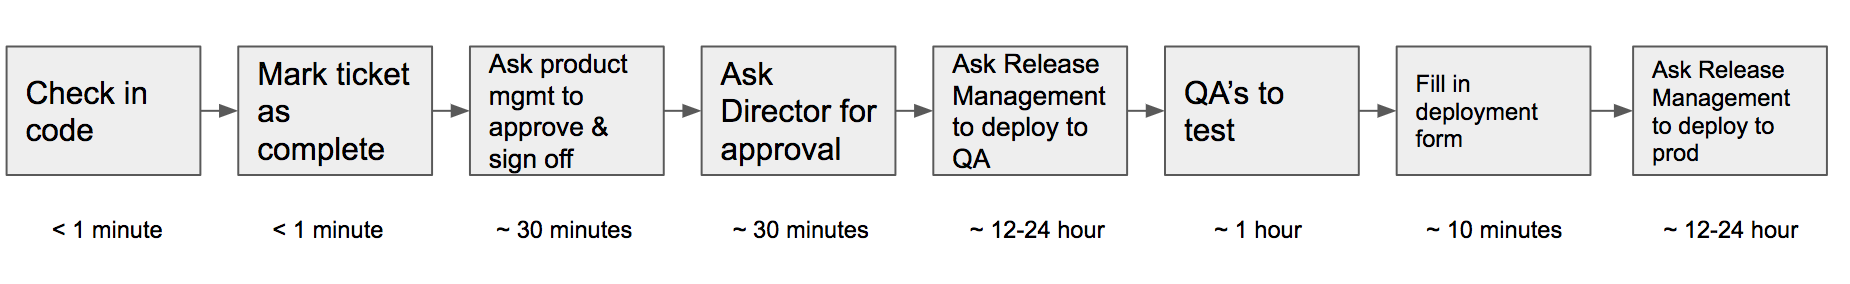 Check in
code
Mark ticket
as
complete
Ask product
mgmt to
approve &
sign off
Ask
Director for
approval
Ask Release
Management
to deploy to
QA
QA’s to
test
Fill in
deployment
form
Ask Release
Management
to deploy to
prod
< 1 minute
< 1 minute
~ 30 minutes
~ 30 minutes
~ 12-24 hour
~ 1 hour
~ 10 minutes
~ 12-24 hour